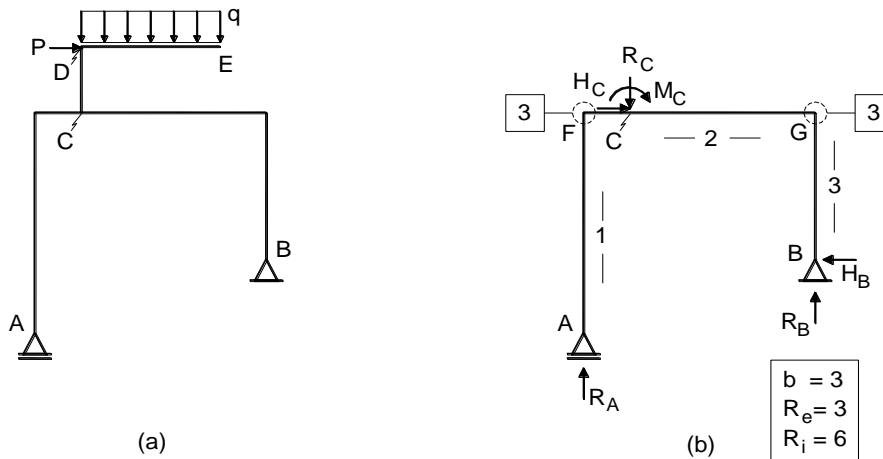 q
P
D
E
C
B
A
(a)
R_C
H_C
M_C
3
3
F
C
G
2
1
3
B
H_B
R_B
A
R_A
b = 3
R_e = 3
R_i = 6
(b)